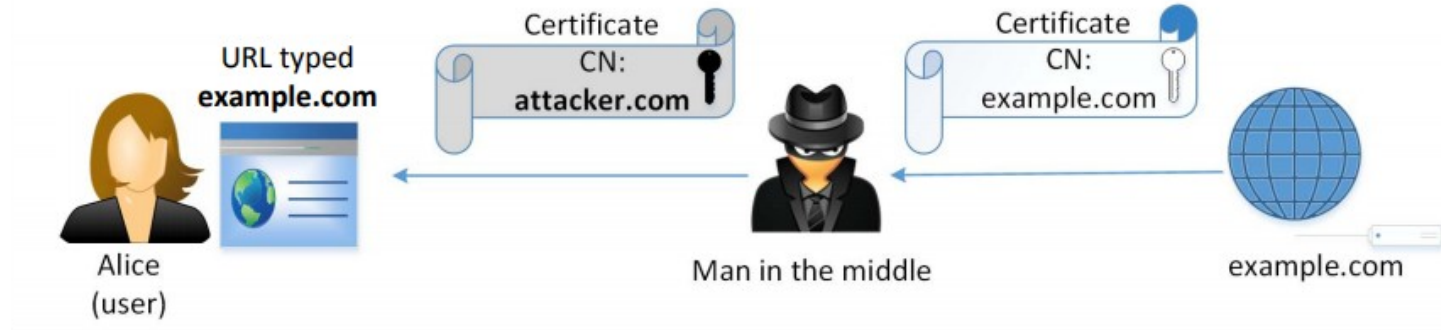 URL typed
example.com
Certificate
CN:
attacker.com
Certificate
CN:
example.com
Alice
(user)
Man in the middle
example.com